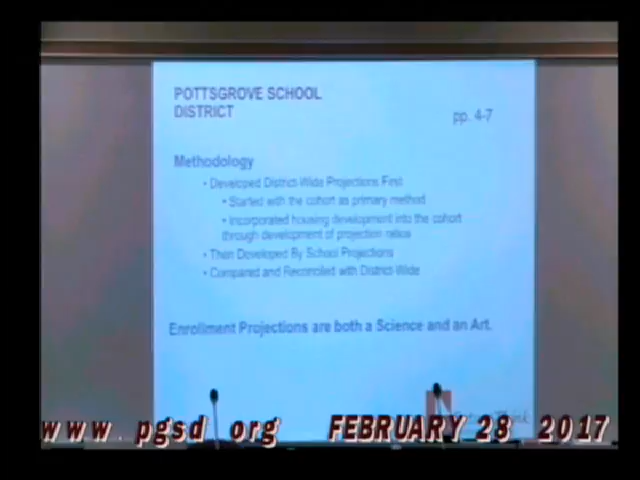 POTTSGROVE SCHOOL
DISTRICT
pp. 4-7
Methodology
• Developed District-Wide Projections First
• Started with the cohort as primary method
• Incorporated housing development into the cohort
through development of projection ratios
• Then Developed By School Projections
• Compared and Reconciled with District-Wide
Enrollment Projections are both a Science and an Art.
www.pgsd.org FEBRUARY 28 2017